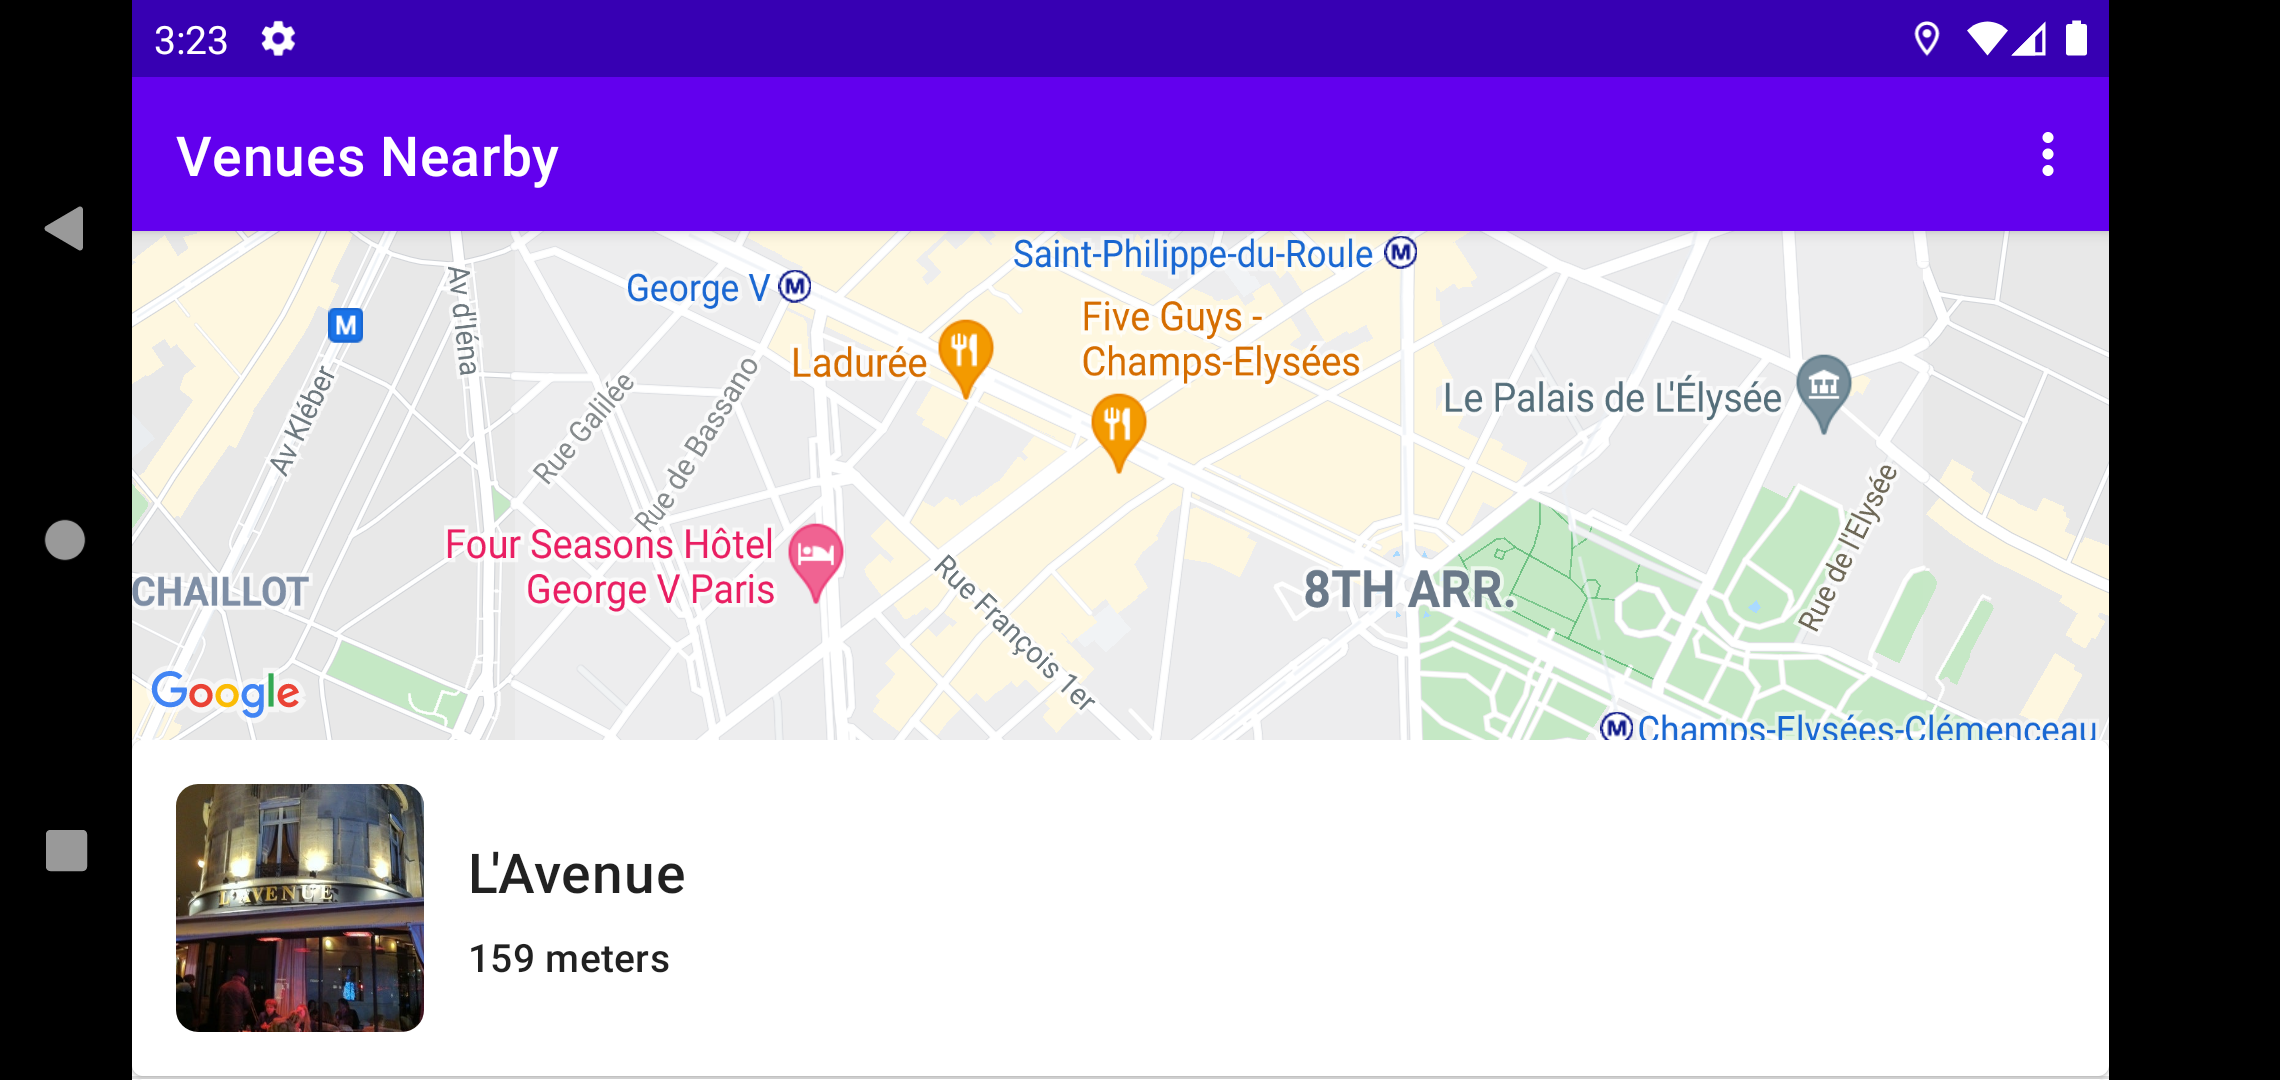 3:23
Venues Nearby
Saint-Philippe-du-Roule M
George V M
Av d'Iéna
M
Five Guys -
Champs-Elysées
Ladurée
Le Palais de L'Élysée
Av Kléber
Rue Galilée
Rue de Bassano
Rue de l'Elysée
Four Seasons Hôtel
George V Paris
Rue François 1er
CHAILLOT
8TH ARR.
Google
M Champs-Elysées-Clémenceau
L'AVENUE
L'Avenue
159 meters